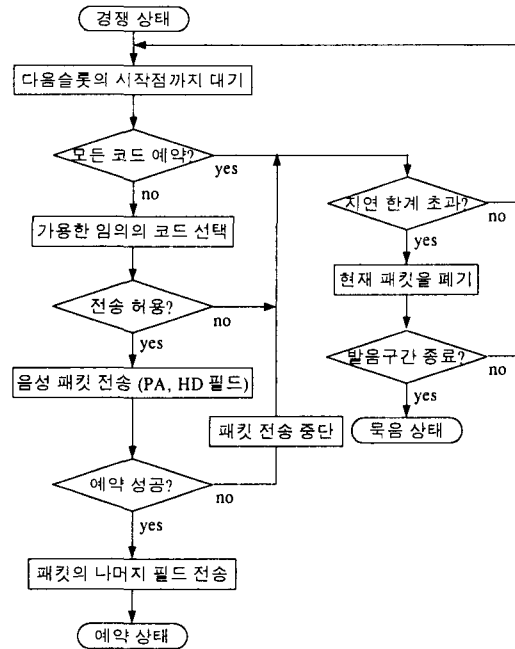 경쟁 상태
다음슬롯의 시작점까지 대기
모든 코드 예약?
yes
no
가용한 임의의 코드 선택
전송 허용?
no
yes
음성 패킷 전송 (PA, HD 필드)
패킷 전송 중단
예약 성공?
no
yes
패킷의 나머지 필드 전송
예약 상태
지연 한계 초과?
no
yes
현재 패킷을 폐기
발음구간 종료?
no
yes
묵음 상태